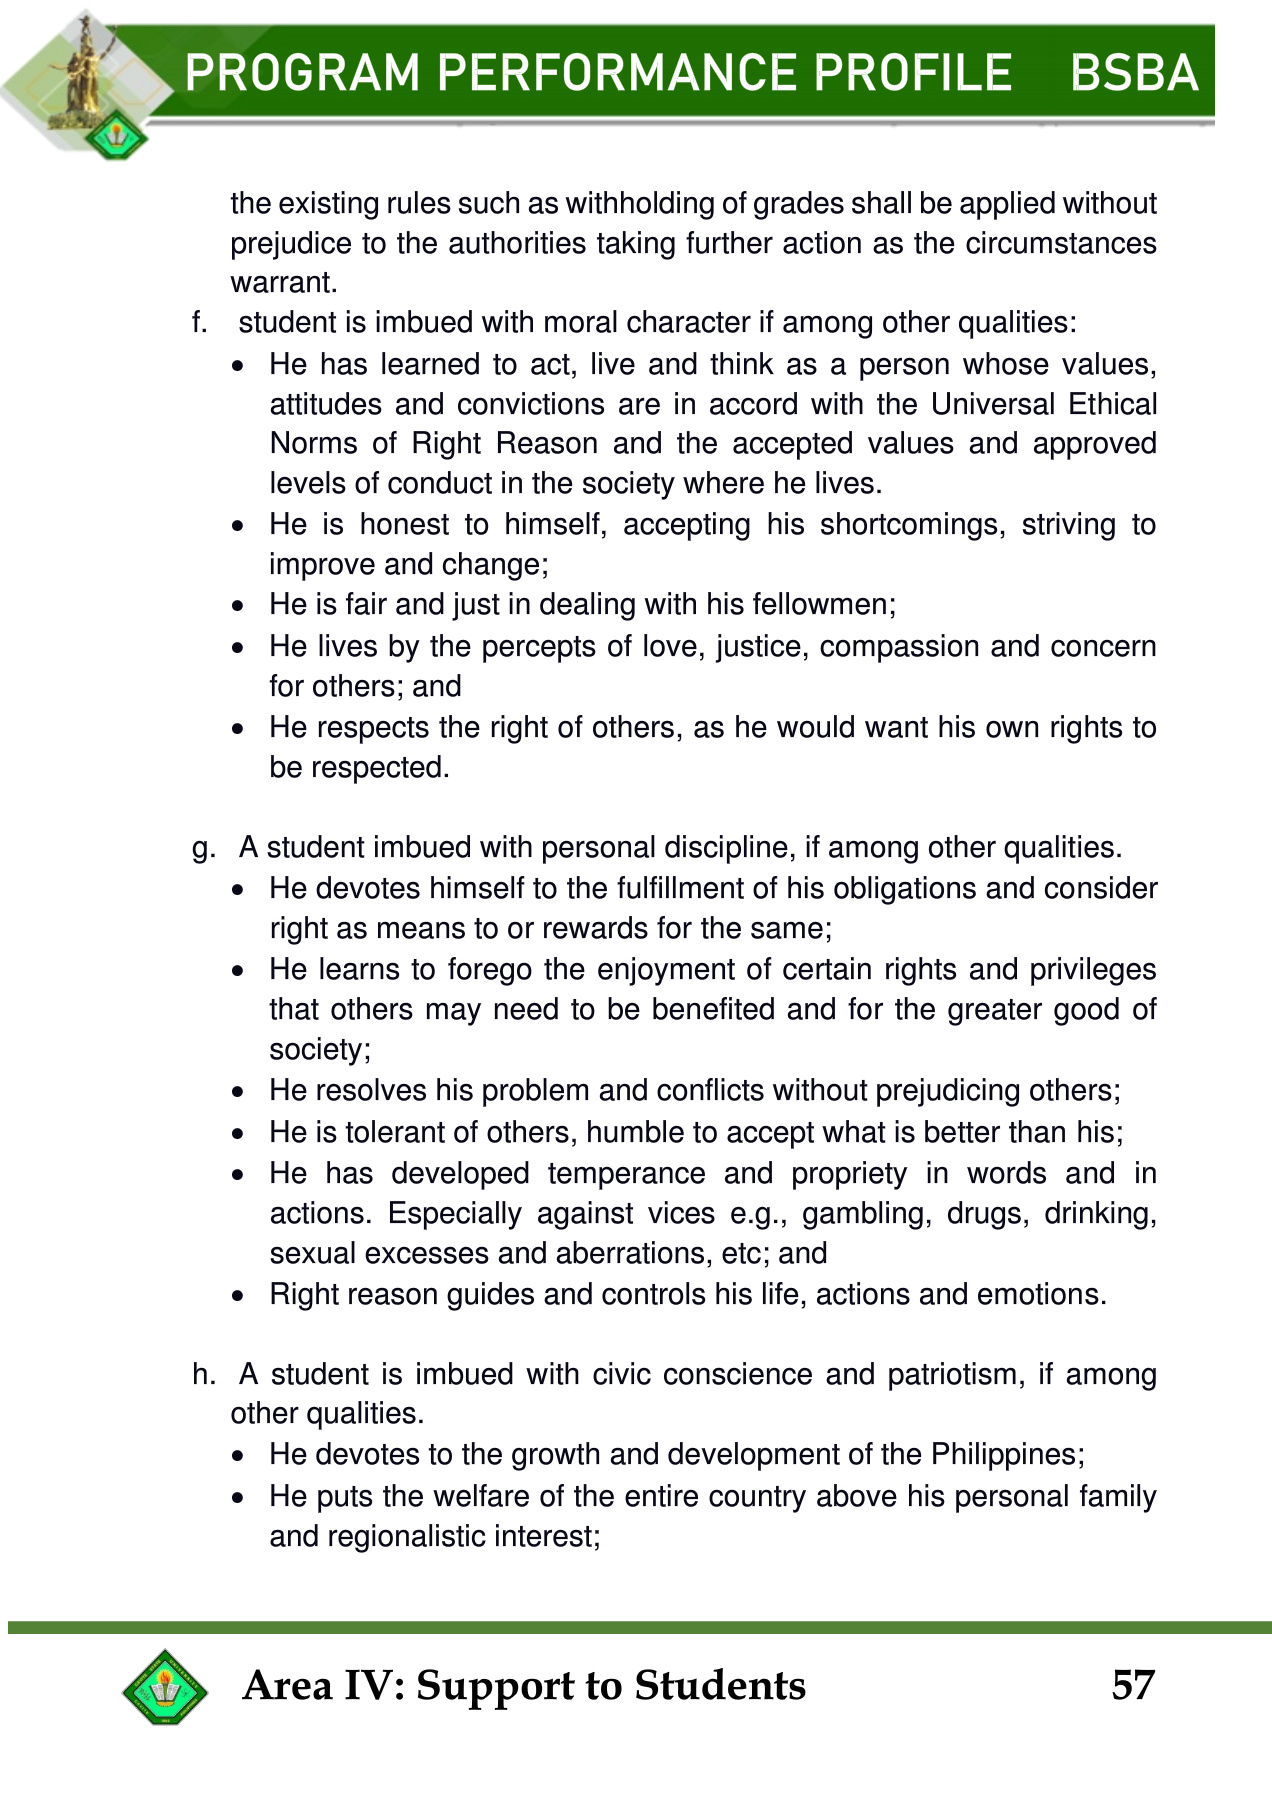 PROGRAM PERFORMANCE PROFILE BSBA
the existing rules such as withholding of grades shall be applied without
prejudice to the authorities taking further action as the circumstances
warrant.
f. student is imbued with moral character if among other qualities:
• He has learned to act, live and think as a person whose values,
attitudes and convictions are in accord with the Universal Ethical
Norms of Right Reason and the accepted values and approved
levels of conduct in the society where he lives.
• He is honest to himself, accepting his shortcomings, striving to
improve and change;
• He is fair and just in dealing with his fellowmen;
• He lives by the percepts of love, justice, compassion and concern
for others; and
• He respects the right of others, as he would want his own rights to
be respected.
g. A student imbued with personal discipline, if among other qualities.
• He devotes himself to the fulfillment of his obligations and consider
right as means to or rewards for the same;
• He learns to forego the enjoyment of certain rights and privileges
that others may need to be benefited and for the greater good of
society;
• He resolves his problem and conflicts without prejudicing others;
• He is tolerant of others, humble to accept what is better than his;
• He has developed temperance and propriety in words and in
actions. Especially against vices e.g., gambling, drugs, drinking,
sexual excesses and aberrations, etc; and
• Right reason guides and controls his life, actions and emotions.
h. A student is imbued with civic conscience and patriotism, if among
other qualities.
• He devotes to the growth and development of the Philippines;
• He puts the welfare of the entire country above his personal family
and regionalistic interest;
Area IV: Support to Students 57